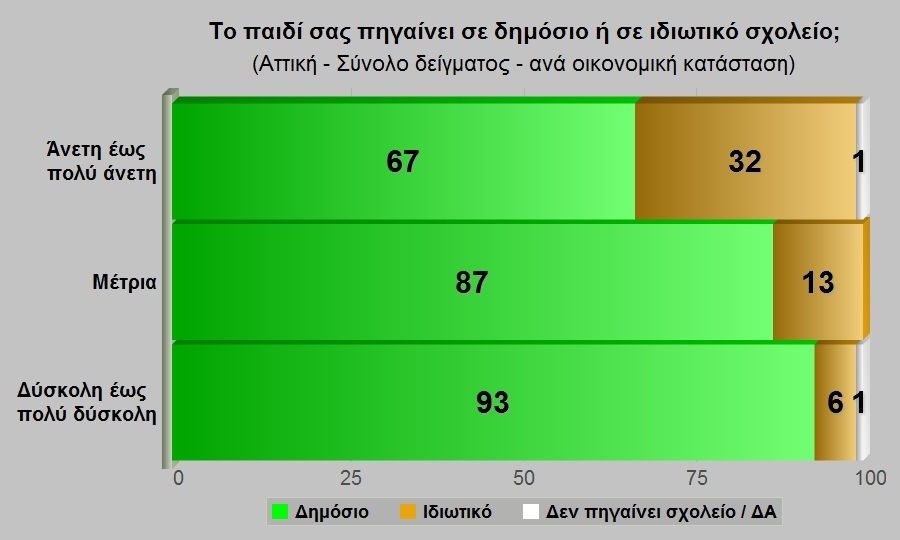 Το παιδί σας πηγαίνει σε δημόσιο ή σε ιδιωτικό σχολείο;
(Αττική - Σύνολο δείγματος - ανά οικονομική κατάσταση)
Άνετη έως
πολύ άνετη
67 32 1
Μέτρια
87 13
Δύσκολη έως
πολύ δύσκολη
93 6 1
0 25 50 75 100
Δημόσιο Ιδιωτικό Δεν πηγαίνει σχολείο / ΔΑ